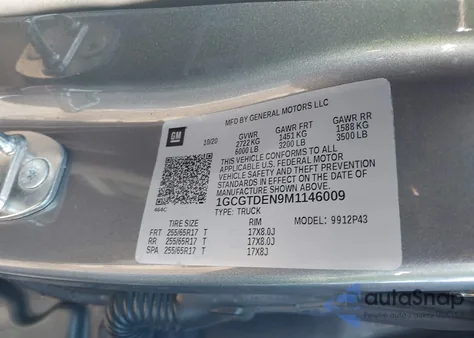 MFD BY GENERAL MOTORS LLC
GM
10/20
GVWR GAWR FRT GAWR RR
2722 KG 1451 KG 1588 KG
6000 LB 3200 LB 3500 LB
THIS VEHICLE CONFORMS TO ALL
APPLICABLE U.S. FEDERAL MOTOR
VEHICLE SAFETY AND THEFT PREVENTION
STANDARDS IN EFFECT ON THE DATE OF
MANUFACTURE SHOWN ABOVE.
464C
1GCGTDEN9M1146009
TYPE: TRUCK
MODEL: 9912P43
TIRE SIZE RIM
FRT 255/65R17 T 17X8.0J
RR 255/65R17 T 17X8.0J
SPA 255/65R17 T 17X8J
autoSnap